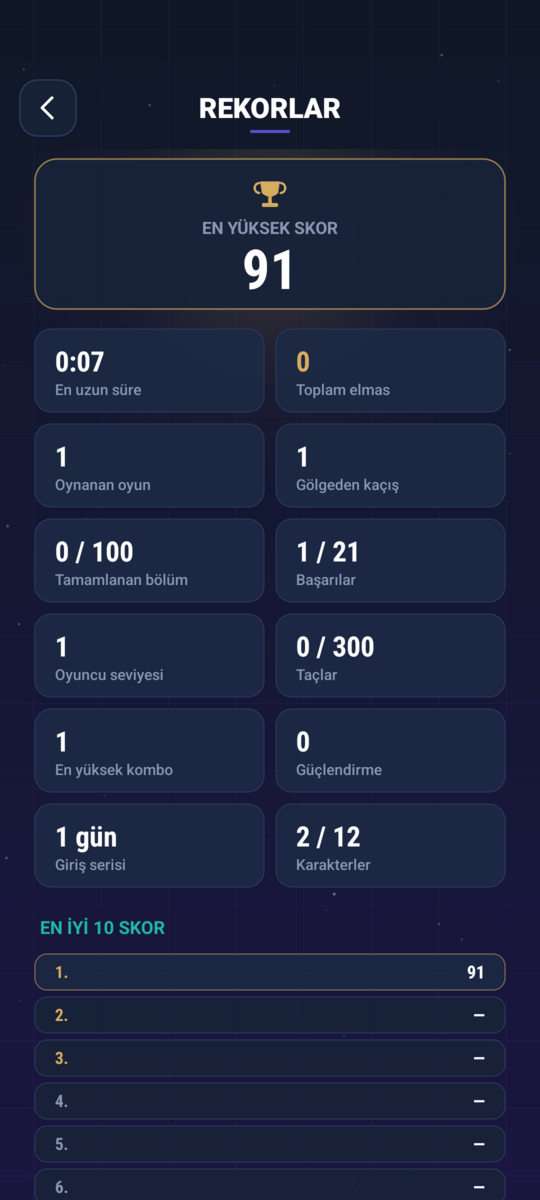 REKORLAR
EN YÜKSEK SKOR
91
0:07
En uzun süre
0
Toplam elmas
1
Oynanan oyun
1
Gölgeden kaçış
0 / 100
Tamamlanan bölüm
1 / 21
Başarılar
1
Oyuncu seviyesi
0 / 300
Taçlar
1
En yüksek kombo
0
Güçlendirme
1 gün
Giriş serisi
2 / 12
Karakterler
EN İYİ 10 SKOR
1. 91
2. –
3. –
4. –
5. –
6. –